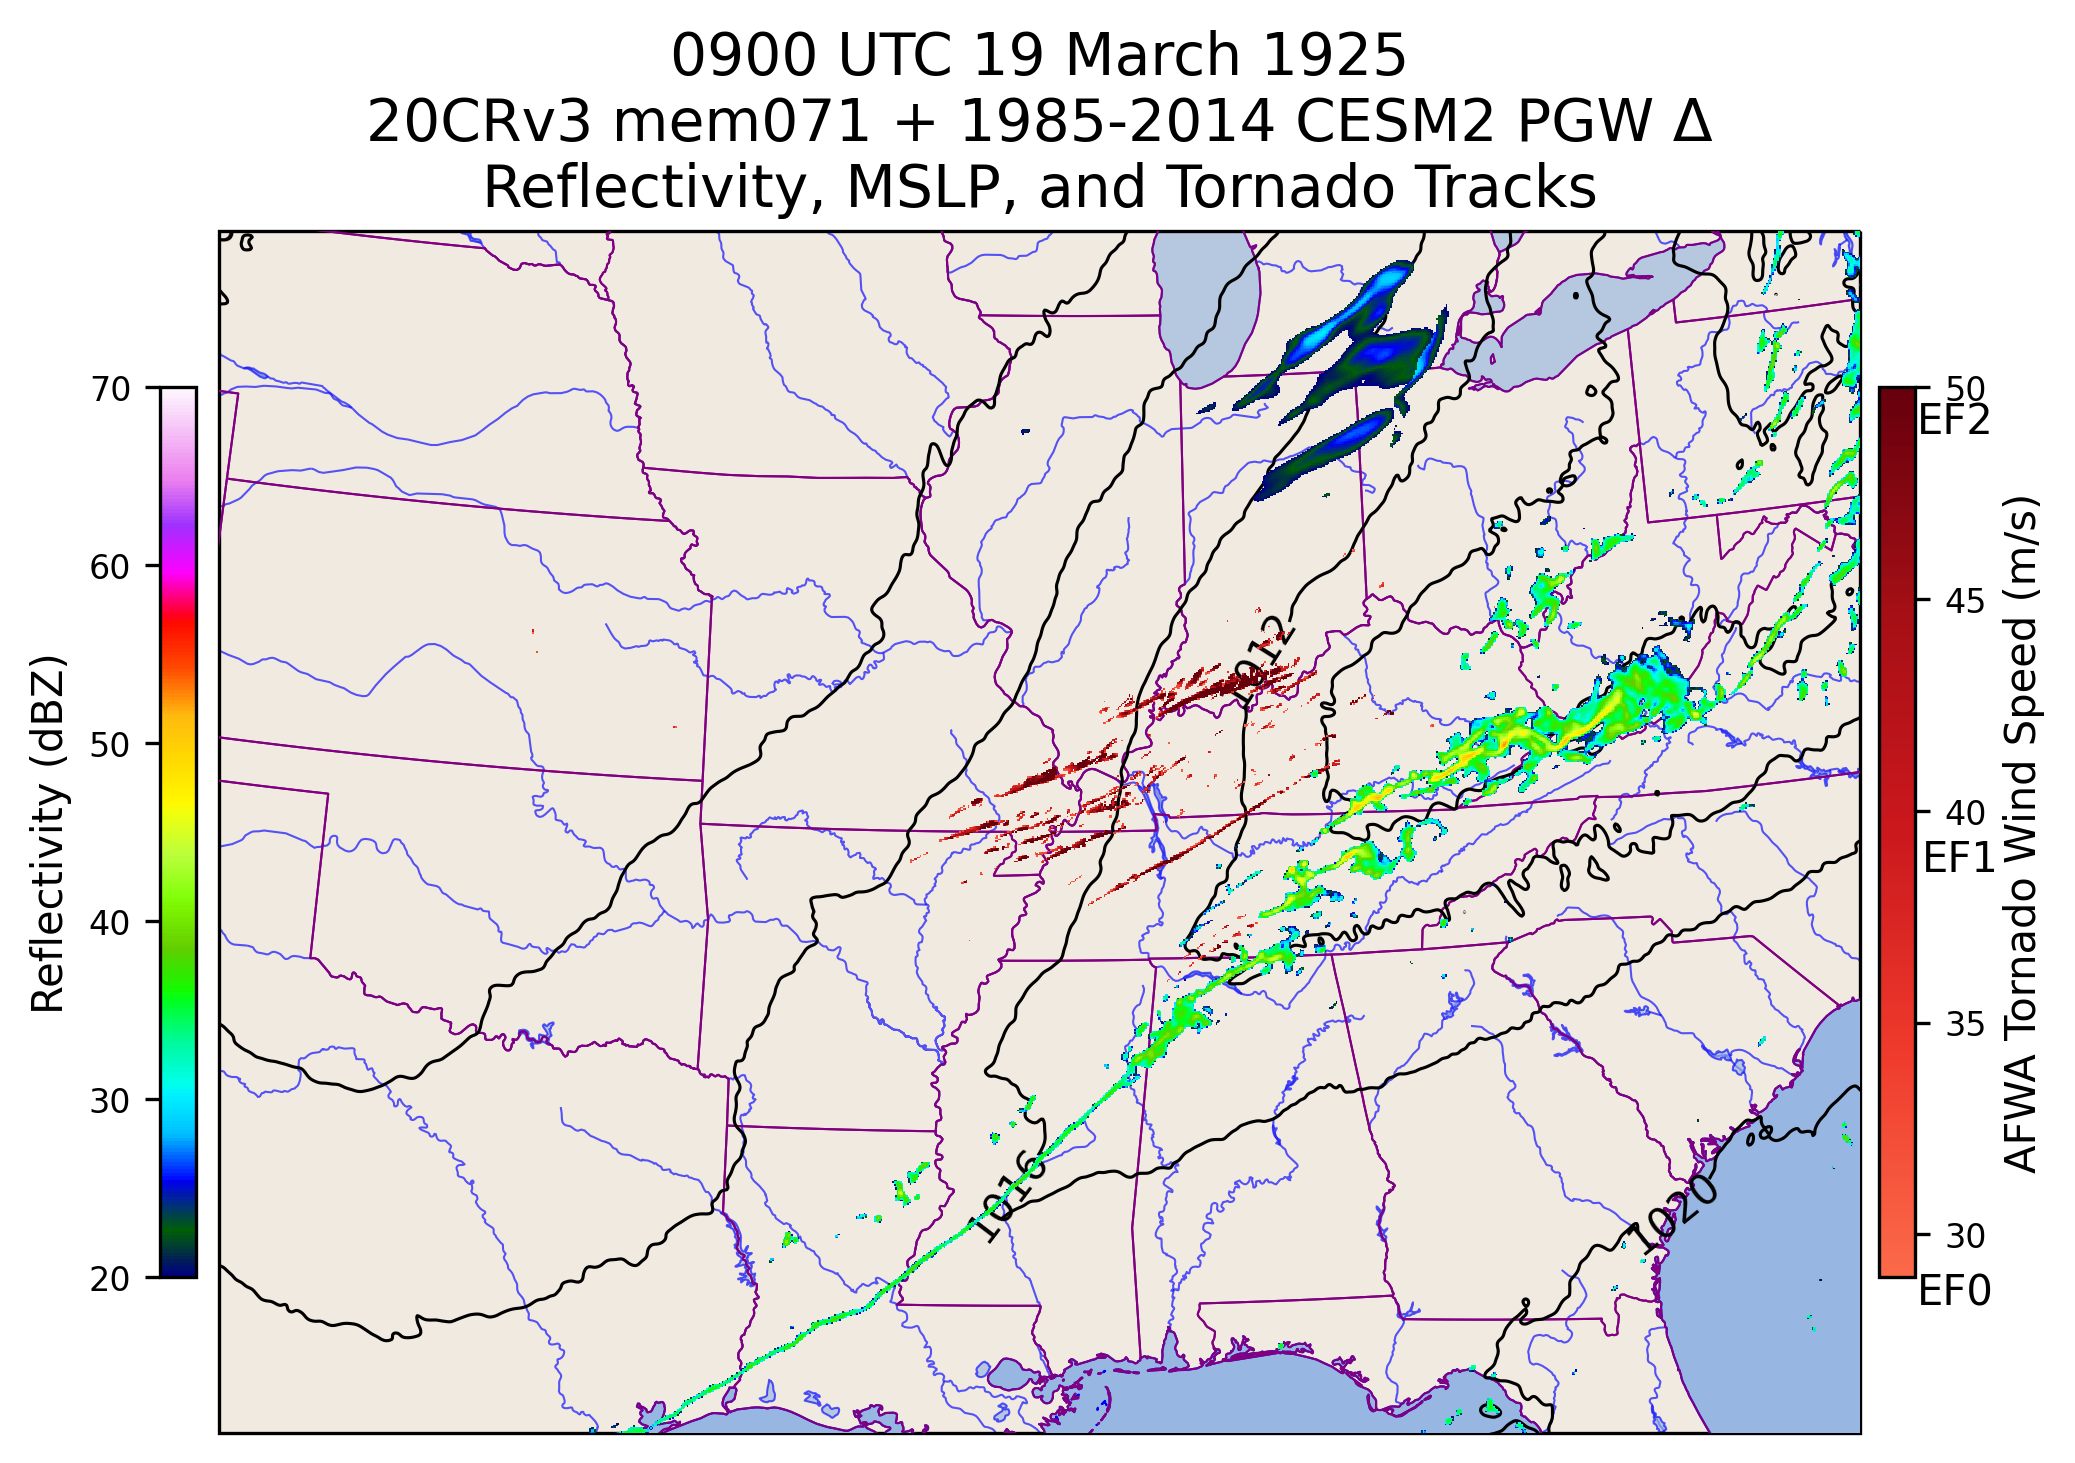 0900 UTC 19 March 1925
20CRv3 mem071 + 1985-2014 CESM2 PGW Δ
Reflectivity, MSLP, and Tornado Tracks
70
60
50
40
30
20
Reflectivity (dBZ)
1012
1016
1020
50
EF2
45
40
EF1
35
30
EF0
AFWA Tornado Wind Speed (m/s)